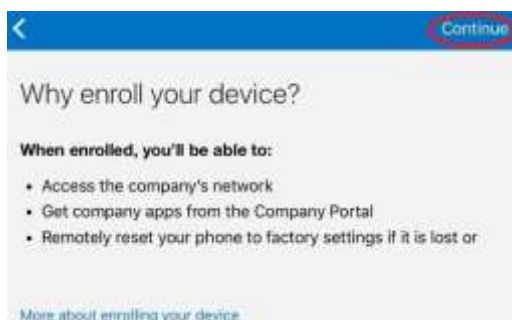 Continue
Why enroll your device?
When enrolled, you'll be able to:
• Access the company's network
• Get company apps from the Company Portal
• Remotely reset your phone to factory settings if it is lost or
More about enrolling your device